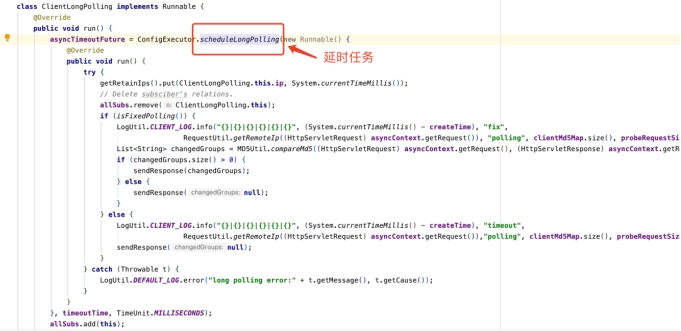 class ClientLongPolling implements Runnable {
@Override
public void run() {
asyncTimeoutFuture = ConfigExecutor.scheduleLongPolling(new Runnable() {
延时任务
@Override
public void run() {
try {
getRetainIps().put(ClientLongPolling.this.ip, System.currentTimeMillis());
// Delete subsciber's relations.
allSubs.remove( o: ClientLongPolling.this);
if (isFixedPolling()) {
LogUtil.CLIENT_LOG.info("{}|{}|{}|{}|{}|{}", (System.currentTimeMillis() - createTime), "fix",
RequestUtil.getRemoteIp((HttpServletRequest) asyncContext.getRequest()), "polling", clientMd5Map.size(), probeRequestSiz
List<String> changedGroups = MD5Util.compareMd5((HttpServletRequest) asyncContext.getRequest(), (HttpServletResponse) asyncContext.getR
if (changedGroups.size() > 0) {
sendResponse(changedGroups);
} else {
sendResponse( changedGroups: null);
}
} else {
LogUtil.CLIENT_LOG.info("{}|{}|{}|{}|{}|{}", (System.currentTimeMillis() - createTime), "timeout",
RequestUtil.getRemoteIp((HttpServletRequest) asyncContext.getRequest()),"polling", clientMd5Map.size(), probeRequestSiz
sendResponse( changedGroups: null);
}
} catch (Throwable t) {
LogUtil.DEFAULT_LOG.error("long polling error:" + t.getMessage(), t.getCause());
}
}
}, timeoutTime, TimeUnit.MILLISECONDS);
allSubs.add(this);